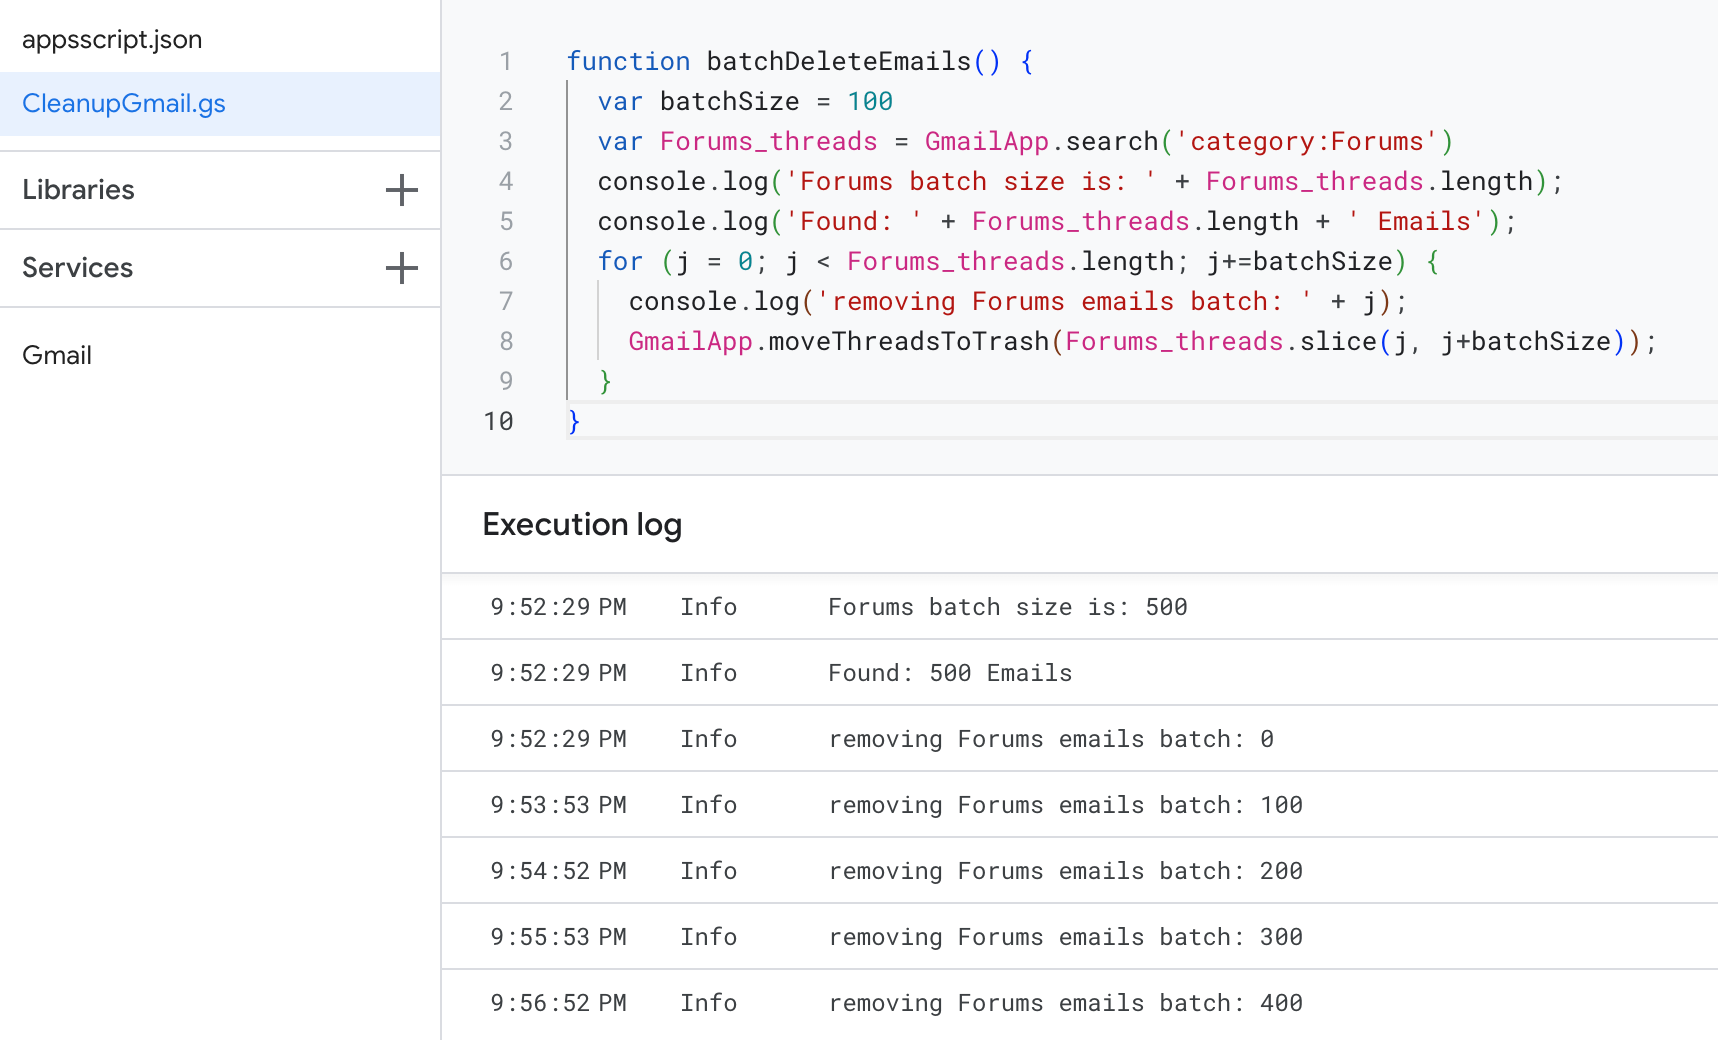 appsscript.json
CleanupGmail.gs
Libraries
Services
Gmail
1 function batchDeleteEmails() {
2 var batchSize = 100
3 var Forums_threads = GmailApp.search('category:Forums')
4 console.log('Forums batch size is: ' + Forums_threads.length);
5 console.log('Found: ' + Forums_threads.length + ' Emails');
6 for (j = 0; j < Forums_threads.length; j+=batchSize) {
7 console.log('removing Forums emails batch: ' + j);
8 GmailApp.moveThreadsToTrash(Forums_threads.slice(j, j+batchSize));
9 }
10 }
Execution log
9:52:29 PM Info Forums batch size is: 500
9:52:29 PM Info Found: 500 Emails
9:52:29 PM Info removing Forums emails batch: 0
9:53:53 PM Info removing Forums emails batch: 100
9:54:52 PM Info removing Forums emails batch: 200
9:55:53 PM Info removing Forums emails batch: 300
9:56:52 PM Info removing Forums emails batch: 400